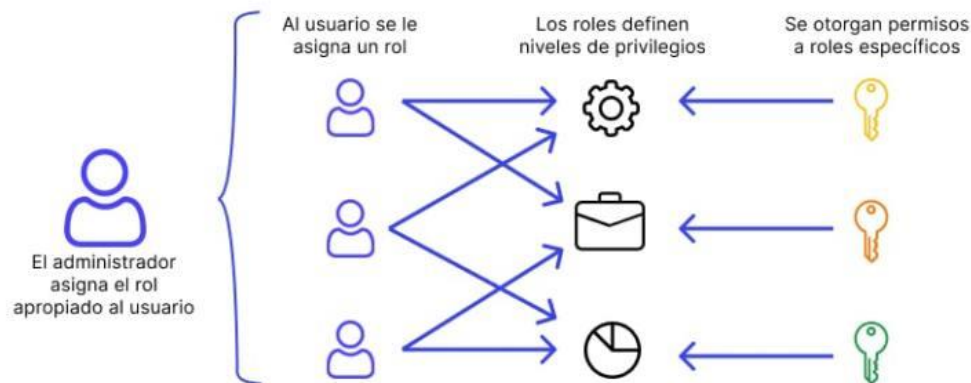 Al usuario se le
asigna un rol
Los roles definen
niveles de privilegios
Se otorgan permisos
a roles específicos
El administrador
asigna el rol
apropiado al usuario